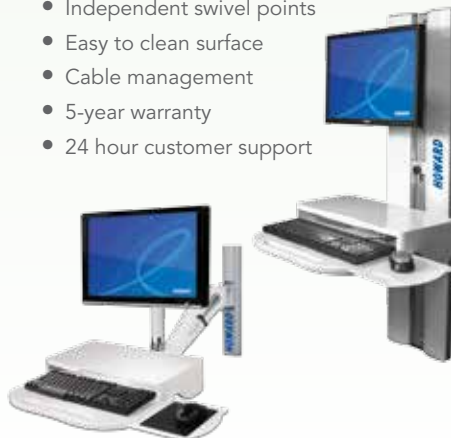 • Independent swivel points
• Easy to clean surface
• Cable management
• 5-year warranty
• 24 hour customer support
HOWARD
HOWARD